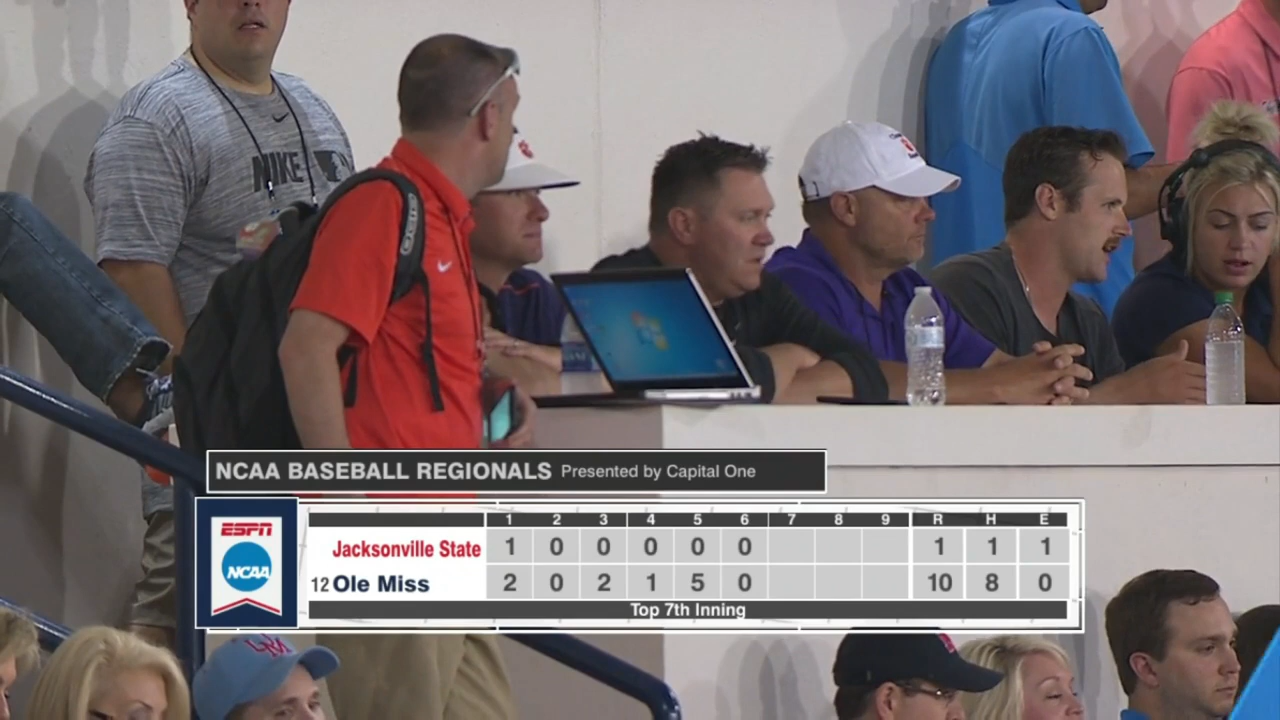 NIKE
NCAA BASEBALL REGIONALS Presented by Capital One
1 2 3 4 5 6 7 8 9 R H E
ESPN
NCAA
Jacksonville State 1 0 0 0 0 0 1 1 1
12 Ole Miss 2 0 2 1 5 0 10 8 0
Top 7th Inning